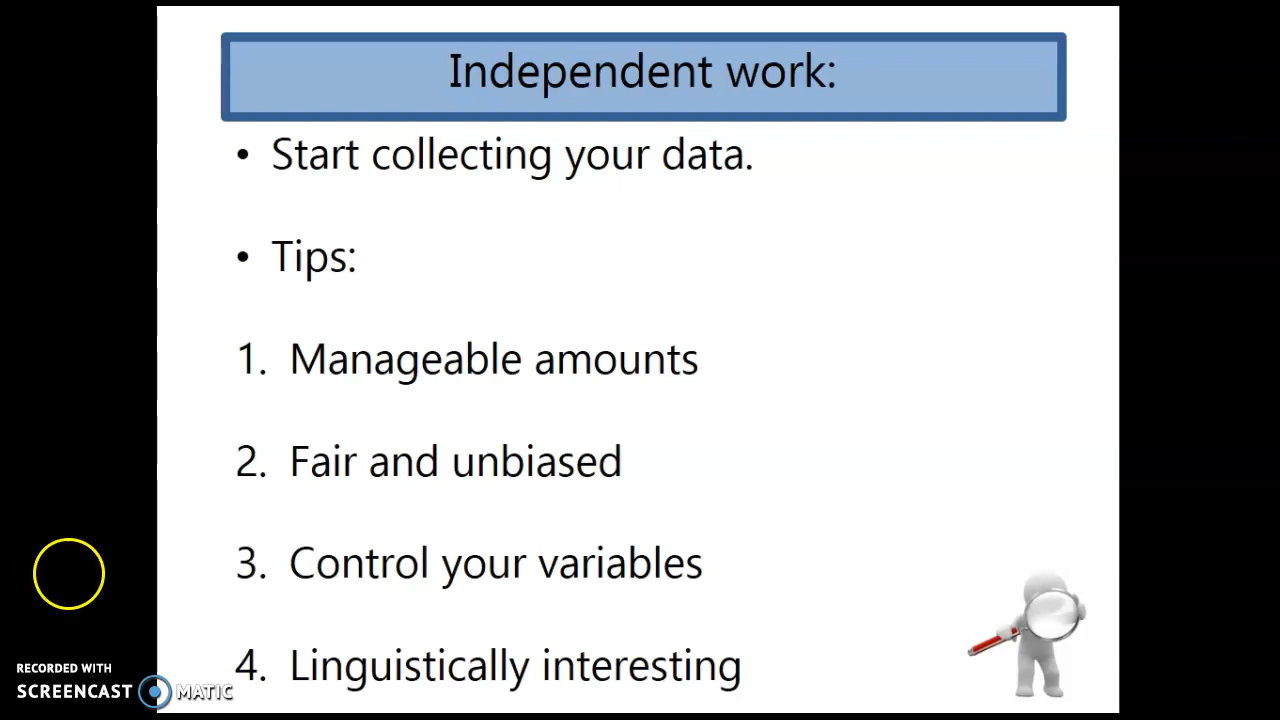 Independent work:
• Start collecting your data.
• Tips:
1. Manageable amounts
2. Fair and unbiased
3. Control your variables
4. Linguistically interesting
RECORDED WITH
SCREENCAST MATIC